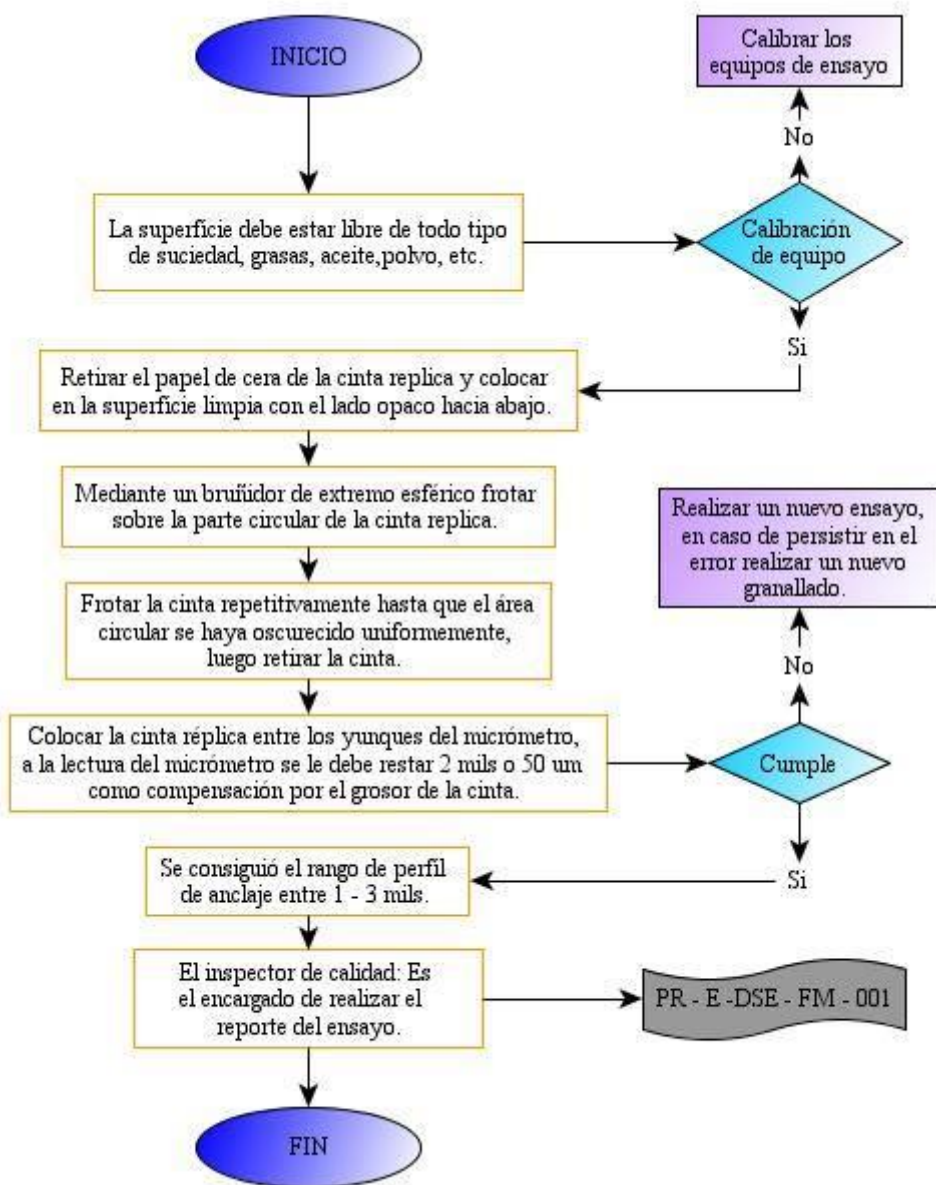 INICIO
Calibrar los
equipos de ensayo
No
La superficie debe estar libre de todo tipo
de suciedad, grasas, aceite,polvo, etc.
Calibración
de equipo
Si
Retirar el papel de cera de la cinta replica y colocar
en la superficie limpia con el lado opaco hacia abajo.
Mediante un bruñidor de extremo esférico frotar
sobre la parte circular de la cinta replica.
Realizar un nuevo ensayo,
en caso de persistir en el
error realizar un nuevo
granallado.
Frotar la cinta repetitivamente hasta que el área
circular se haya oscurecido uniformemente,
luego retirar la cinta.
No
Colocar la cinta réplica entre los yunques del micrómetro,
a la lectura del micrómetro se le debe restar 2 mils o 50 um
como compensación por el grosor de la cinta.
Cumple
Si
Se consiguió el rango de perfil
de anclaje entre 1 - 3 mils.
El inspector de calidad: Es
el encargado de realizar el
reporte del ensayo.
PR - E -DSE - FM - 001
FIN